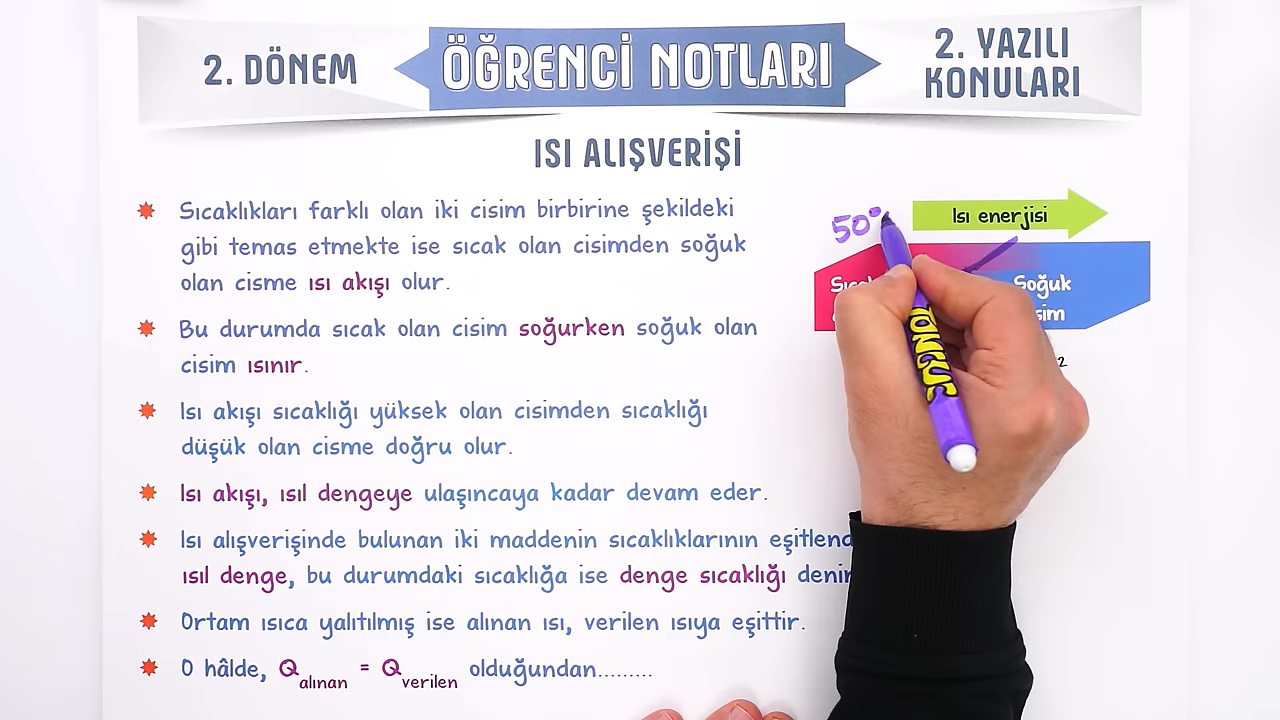 2. DÖNEM
ÖĞRENCİ NOTLARI
2. YAZILI
KONULARI
ISI ALIŞVERİŞİ
Sıcaklıkları farklı olan iki cisim birbirine şekildeki
gibi temas etmekte ise sıcak olan cisimden soğuk
olan cisme ısı akışı olur.
Bu durumda sıcak olan cisim soğurken soğuk olan
cisim ısınır.
Isı akışı sıcaklığı yüksek olan cisimden sıcaklığı
düşük olan cisme doğru olur.
Isı akışı, ısıl dengeye ulaşıncaya kadar devam eder.
Isı alışverişinde bulunan iki maddenin sıcaklıklarının
ısıl denge, bu durumdaki sıcaklığa ise denge sıcaklığı
Ortam ısıca yalıtılmış ise alınan ısı, verilen ısıya eşittir.
O hâlde, Qalınan = Qverilen olduğundan.........
50°
Isı enerjisi
Soğuk
2